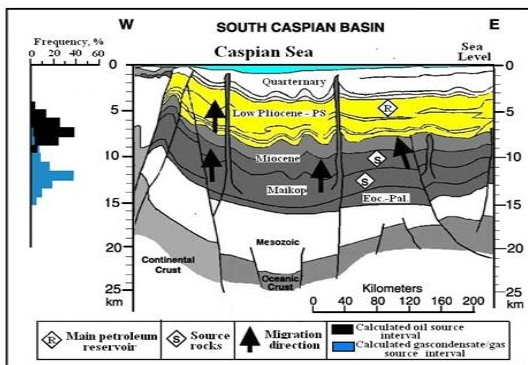 W
SOUTH CASPIAN BASIN
E
Frequency, %
0 20 40 60
Caspian Sea
Sea
Level
0
5
10
15
20
25
km
Quarternary
Low Pliocene - PS
R
Miocene
S
Maikop
S
Eoc.-Pal.
Mesozoic
Continental
Crust
Oceanic
Crust
Kilometers
0 40 80 120 160 220
0
5
10
15
20
25
km
R Main petroleum
reservoir
S Source
rocks
Migration
direction
Calculated oil source
interval
Calculated gascondensate/gas
source interval